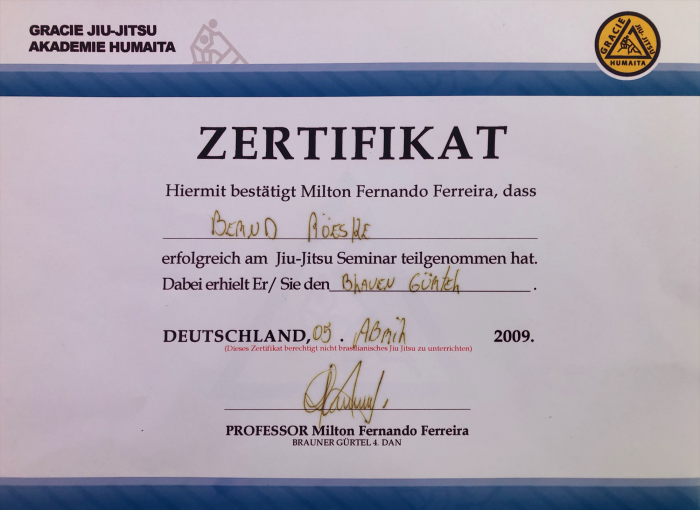 GRACIE JIU-JITSU
AKADEMIE HUMAITA
GRACIE JIU-JITSU
HUMAITA
ZERTIFIKAT
Hiermit bestätigt Milton Fernando Ferreira, dass
BERND RÖESKE
erfolgreich am Jiu-Jitsu Seminar teilgenommen hat.
Dabei erhielt Er/ Sie den BLAUEN GÜRTEL .
DEUTSCHLAND, 05 . ABRIL 2009.
(Dieses Zertifikat berechtigt nicht brasilianisches Jiu Jitsu zu unterrichten)
PROFESSOR Milton Fernando Ferreira
BRAUNER GÜRTEL 4. DAN